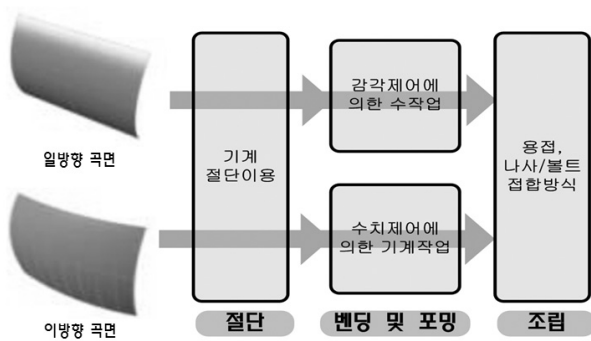 일방향 곡면
이방향 곡면
기계
절단이용
감각제어에
의한 수작업
수치제어에
의한 기계작업
용접,
나사/볼트
접합방식
절단
벤딩 및 포밍
조립